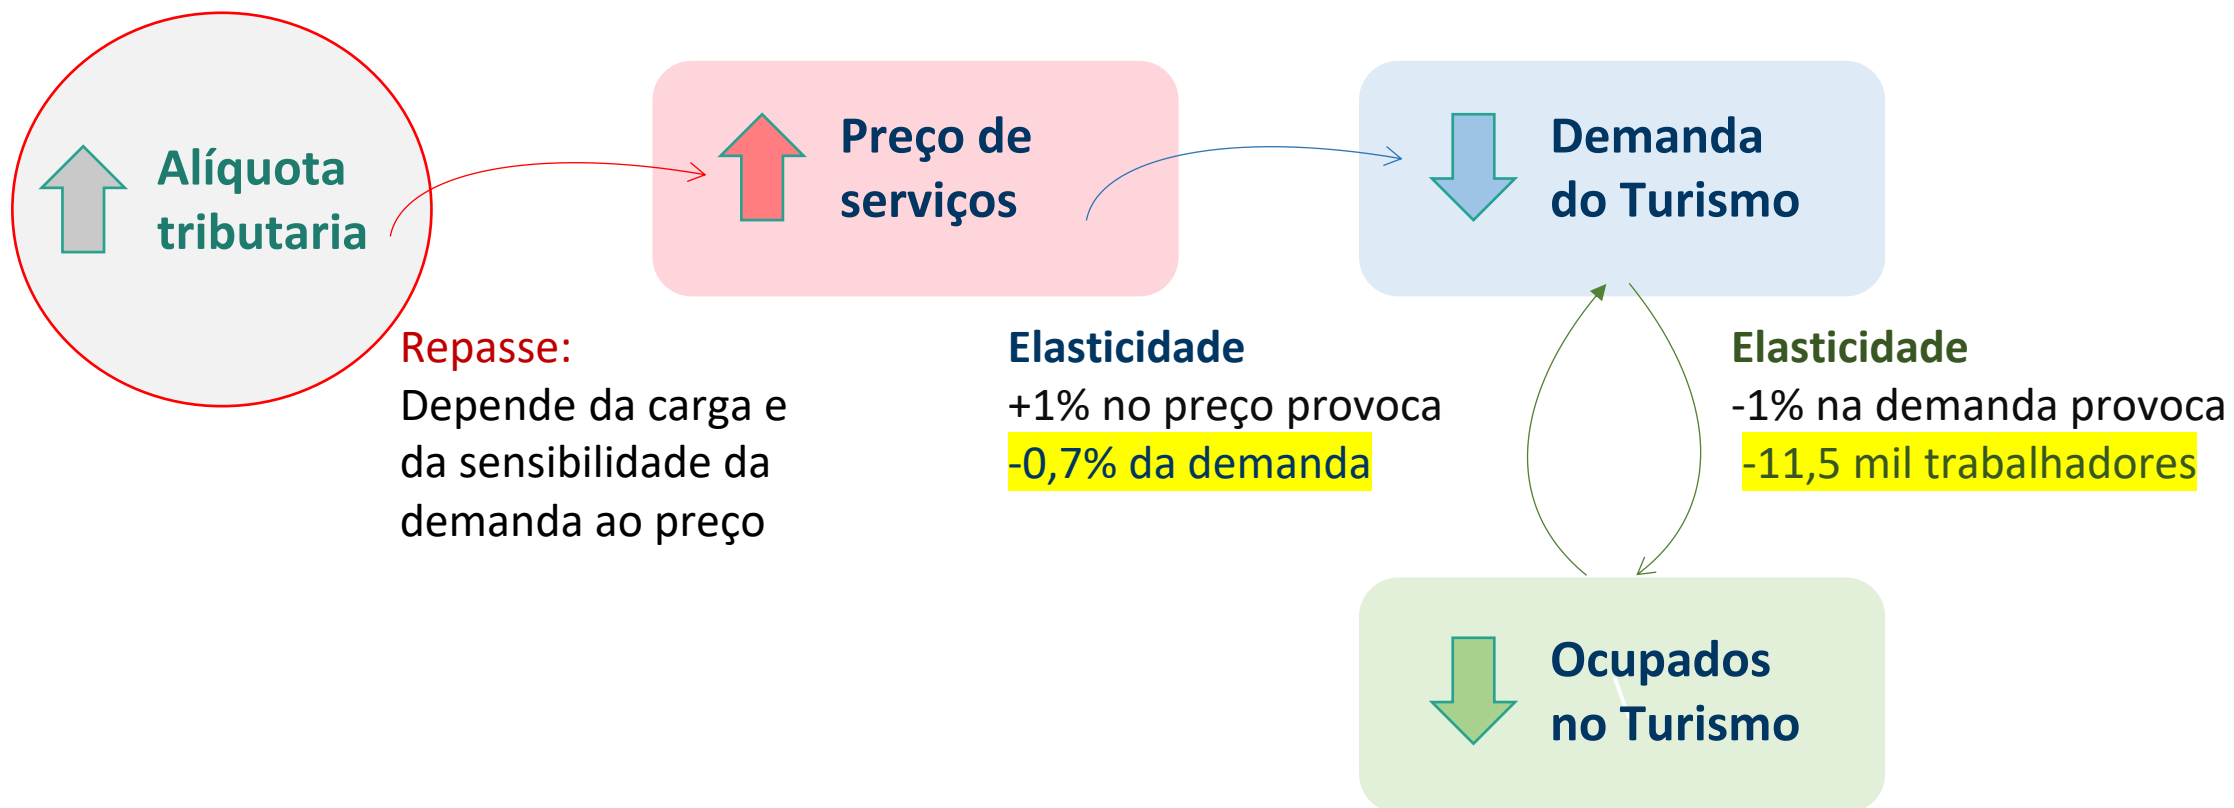 Alíquota
tributaria
Preço de
serviços
Demanda
do Turismo
Repasse:
Depende da carga e
da sensibilidade da
demanda ao preço
Elasticidade
+1% no preço provoca
-0,7% da demanda
Elasticidade
-1% na demanda provoca
-11,5 mil trabalhadores
Ocupados
no Turismo